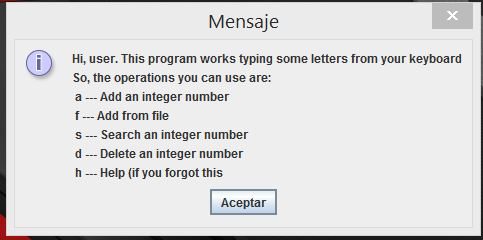 Mensaje
Hi, user. This program works typing some letters from your keyboard
So, the operations you can use are:
a --- Add an integer number
f --- Add from file
s --- Search an integer number
d --- Delete an integer number
h --- Help (if you forgot this
Aceptar